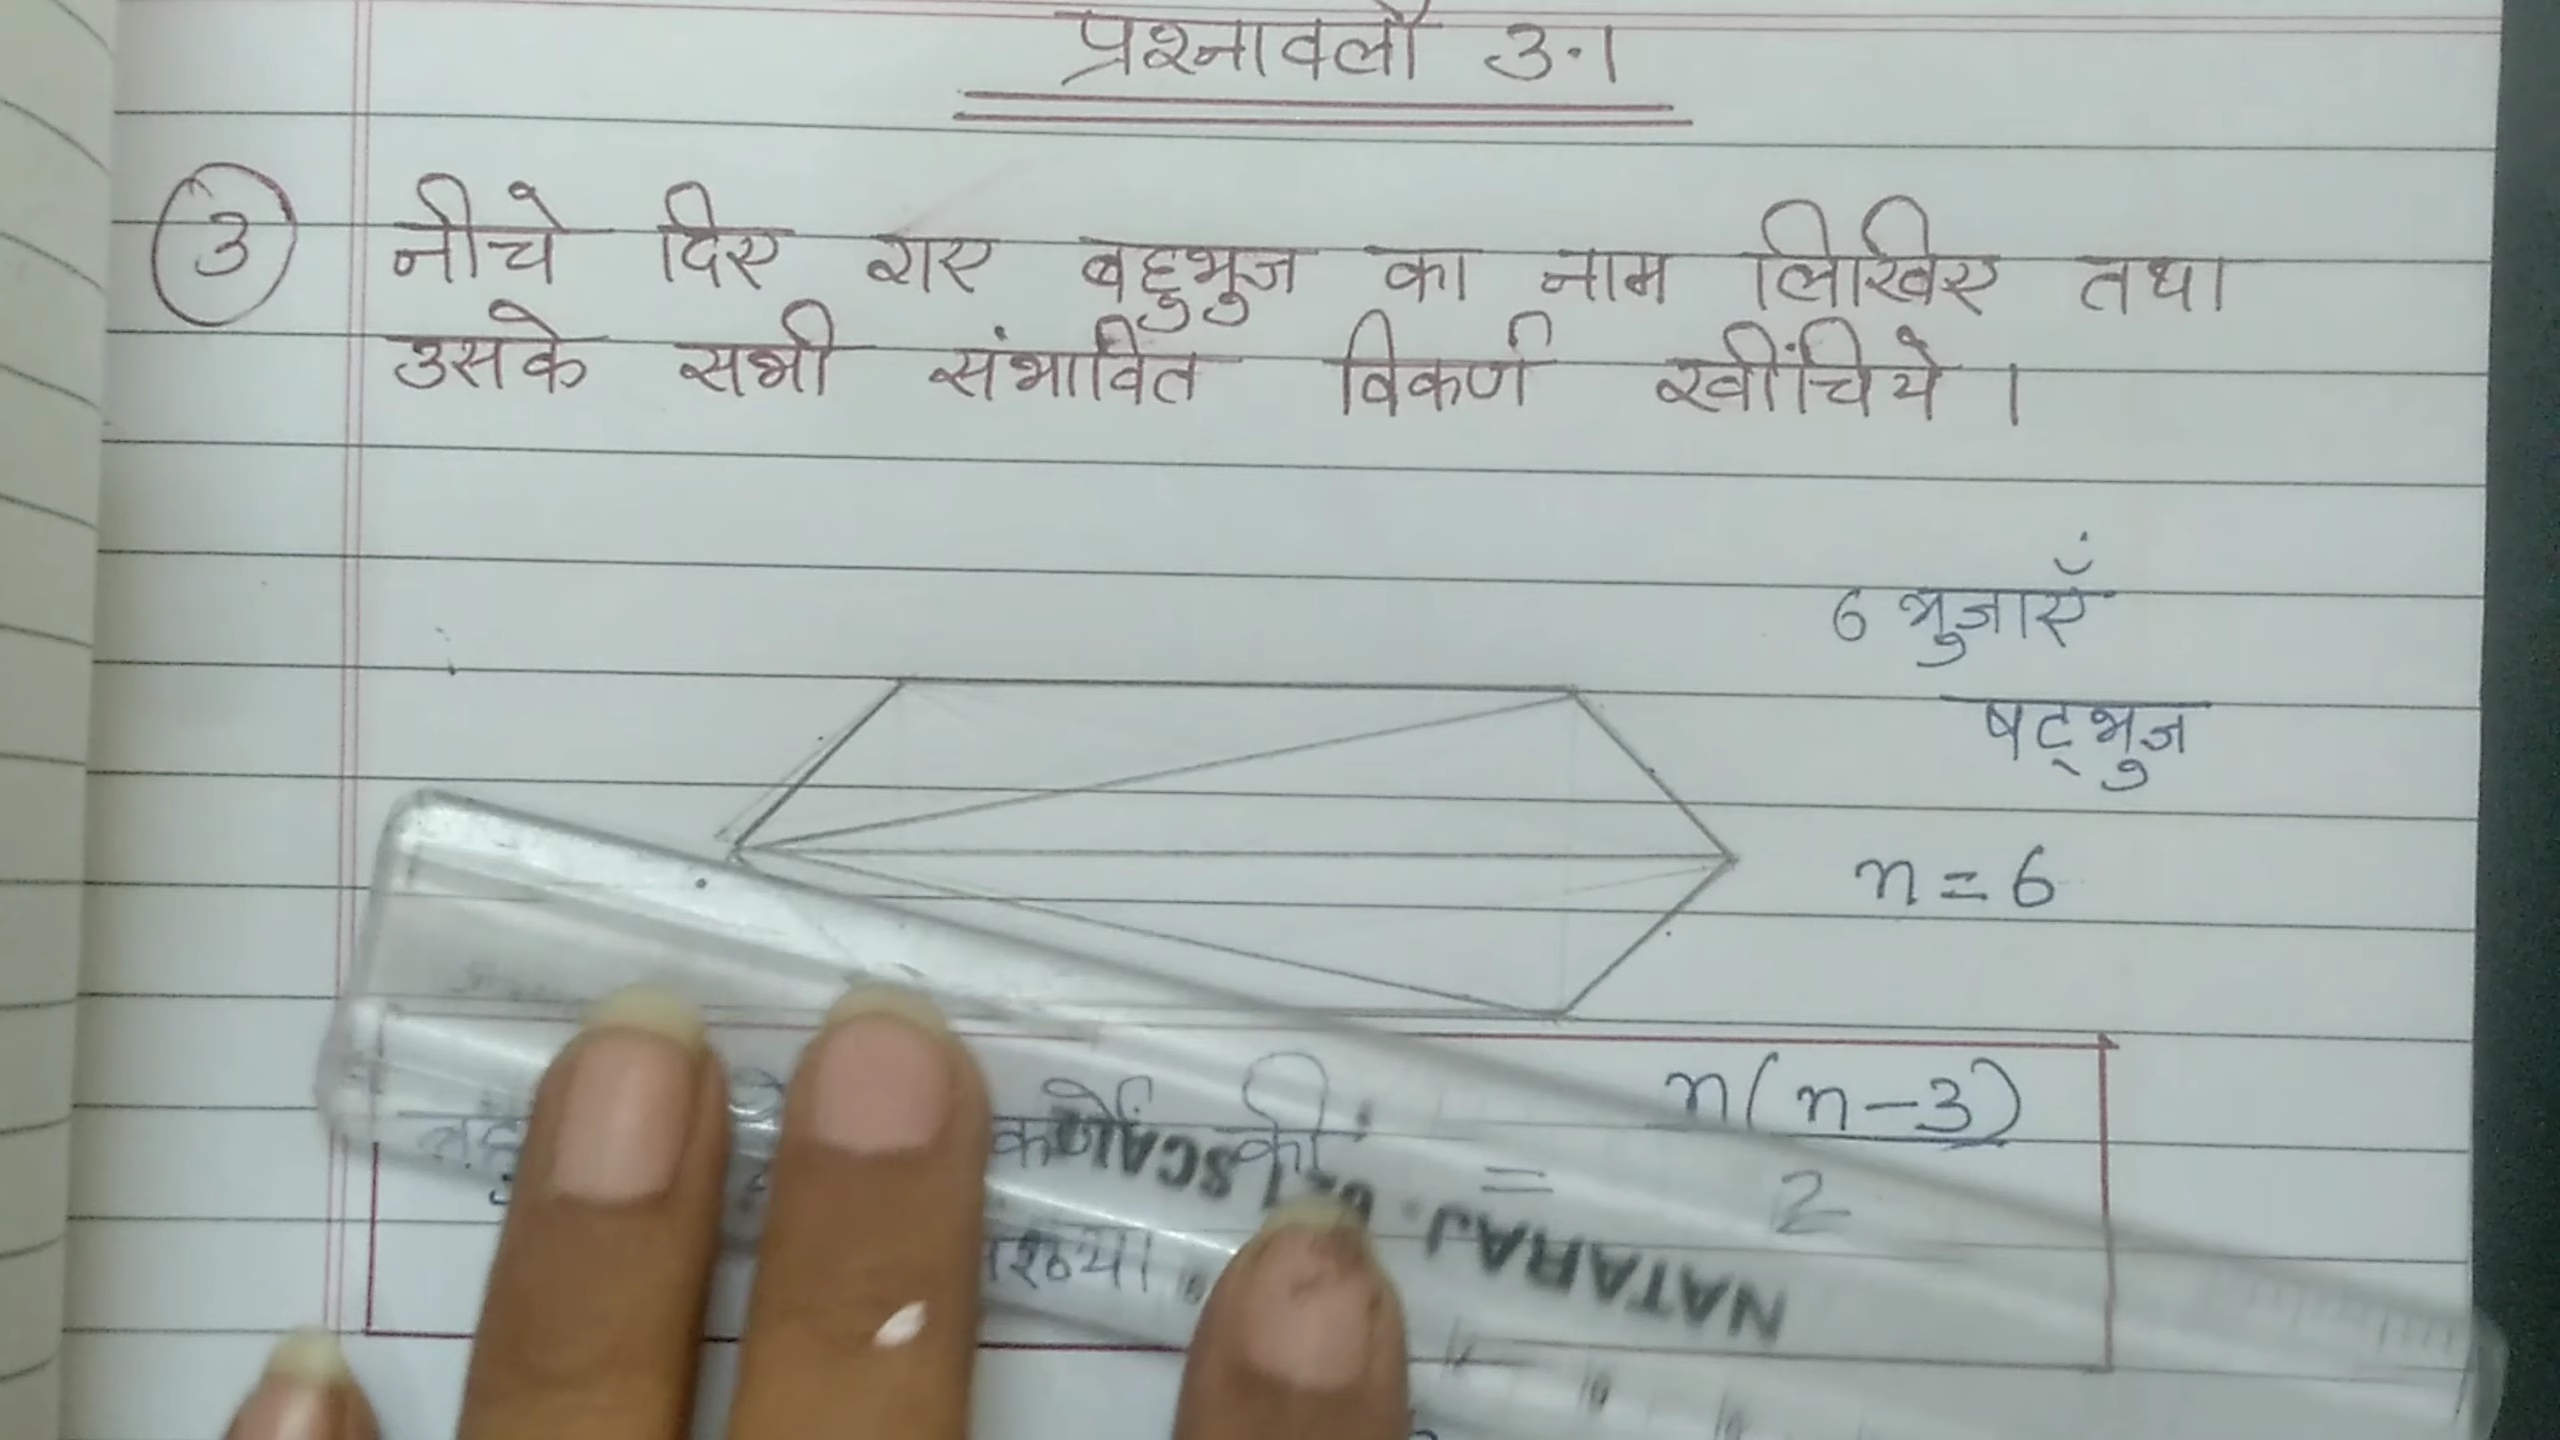 प्रश्नावली 3.1
3 नीचे दिए गए बहुभुज का नाम लिखिए तथा
उसके सभी संभावित विकर्ण खींचिये ।
6 भुजाएँ
षट्भुज
n = 6
की = n(n-3)
2
NATARAJ